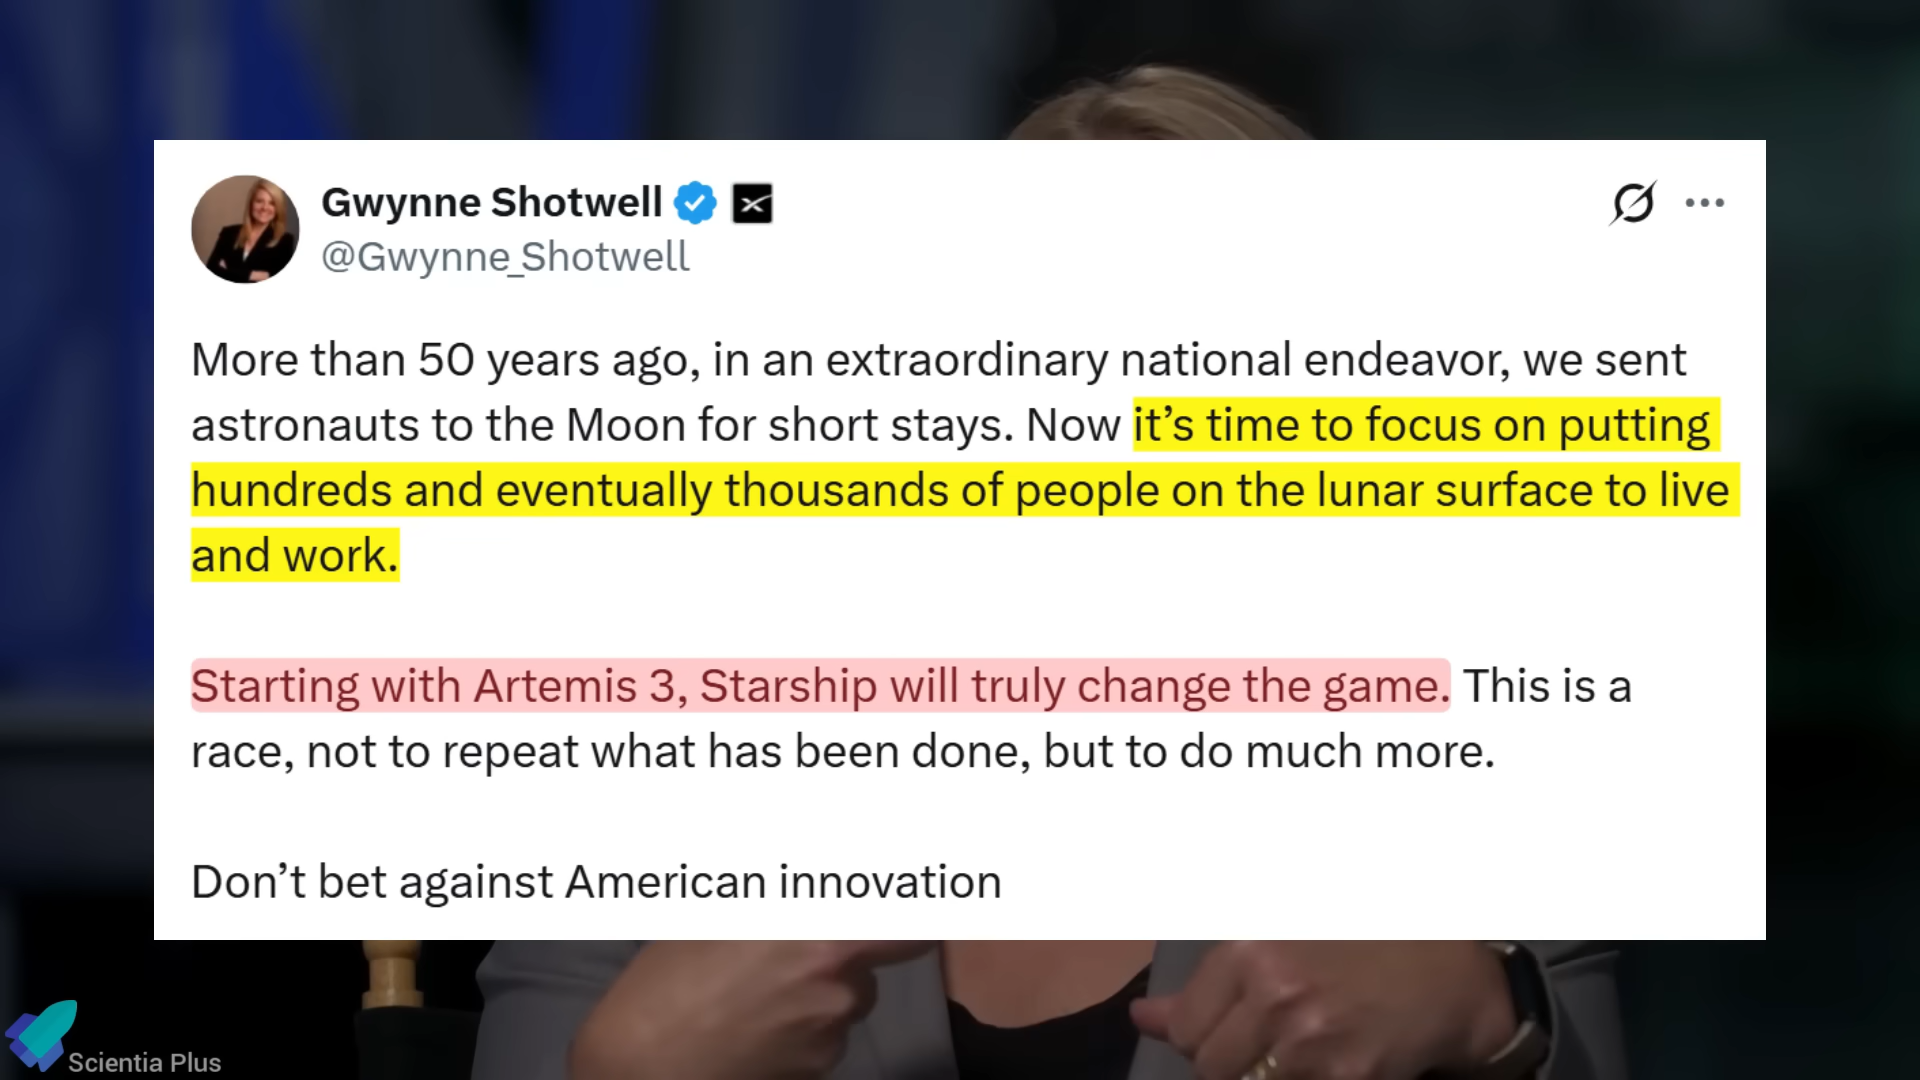 Gwynne Shotwell
@Gwynne_Shotwell
More than 50 years ago, in an extraordinary national endeavor, we sent
astronauts to the Moon for short stays. Now it’s time to focus on putting
hundreds and eventually thousands of people on the lunar surface to live
and work.
Starting with Artemis 3, Starship will truly change the game. This is a
race, not to repeat what has been done, but to do much more.
Don’t bet against American innovation
Scientia Plus